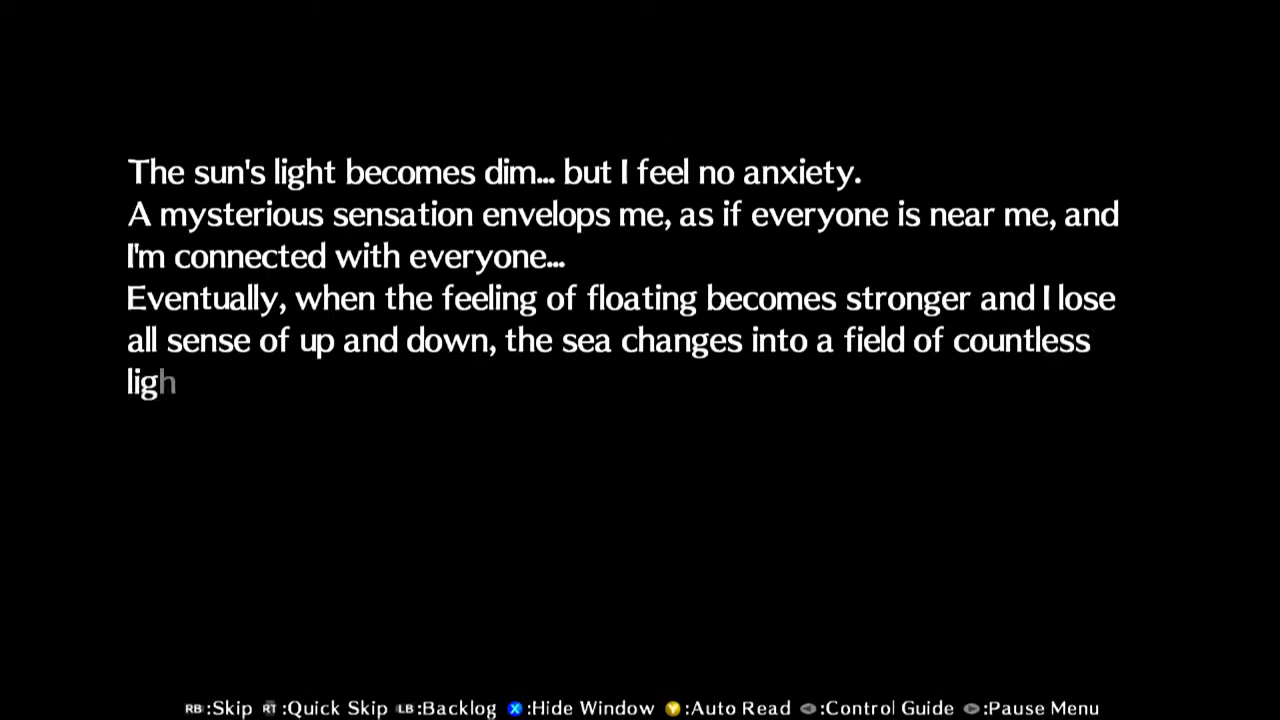 The sun's light becomes dim... but I feel no anxiety.
A mysterious sensation envelops me, as if everyone is near me, and
I'm connected with everyone...
Eventually, when the feeling of floating becomes stronger and I lose
all sense of up and down, the sea changes into a field of countless
ligh
RB:Skip RT:Quick Skip LB:Backlog X:Hide Window Y:Auto Read :Control Guide :Pause Menu